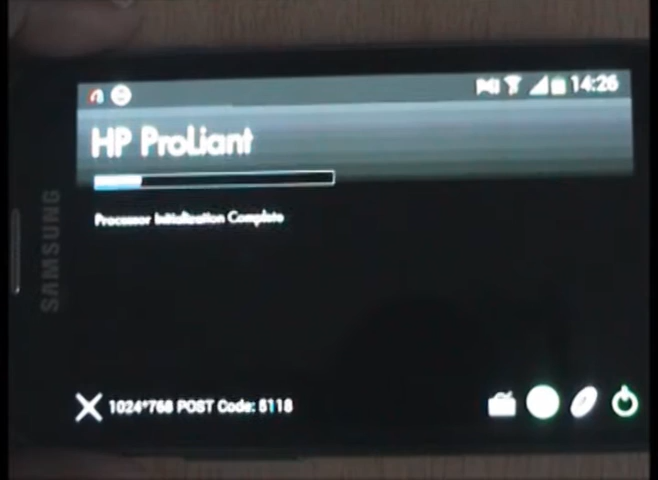 14:26
HP ProLiant
Processor Initialization Complete
SAMSUNG
1024*768 POST Code: 5118